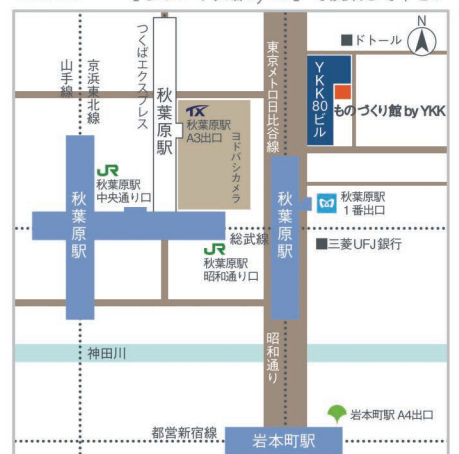 N
■ドトール
つくばエクスプレス
京浜東北線
山手線
東京メトロ日比谷線
YKK80ビル
ものづくり館 by YKK
秋葉原駅
TX
秋葉原駅
A3出口
ヨドバシカメラ
JR
秋葉原駅
中央通り口
秋葉原駅
秋葉原駅
秋葉原駅
1番出口
総武線
JR
秋葉原駅
昭和通り口
■三菱UFJ銀行
昭和通り
神田川
岩本町駅 A4出口
都営新宿線
岩本町駅